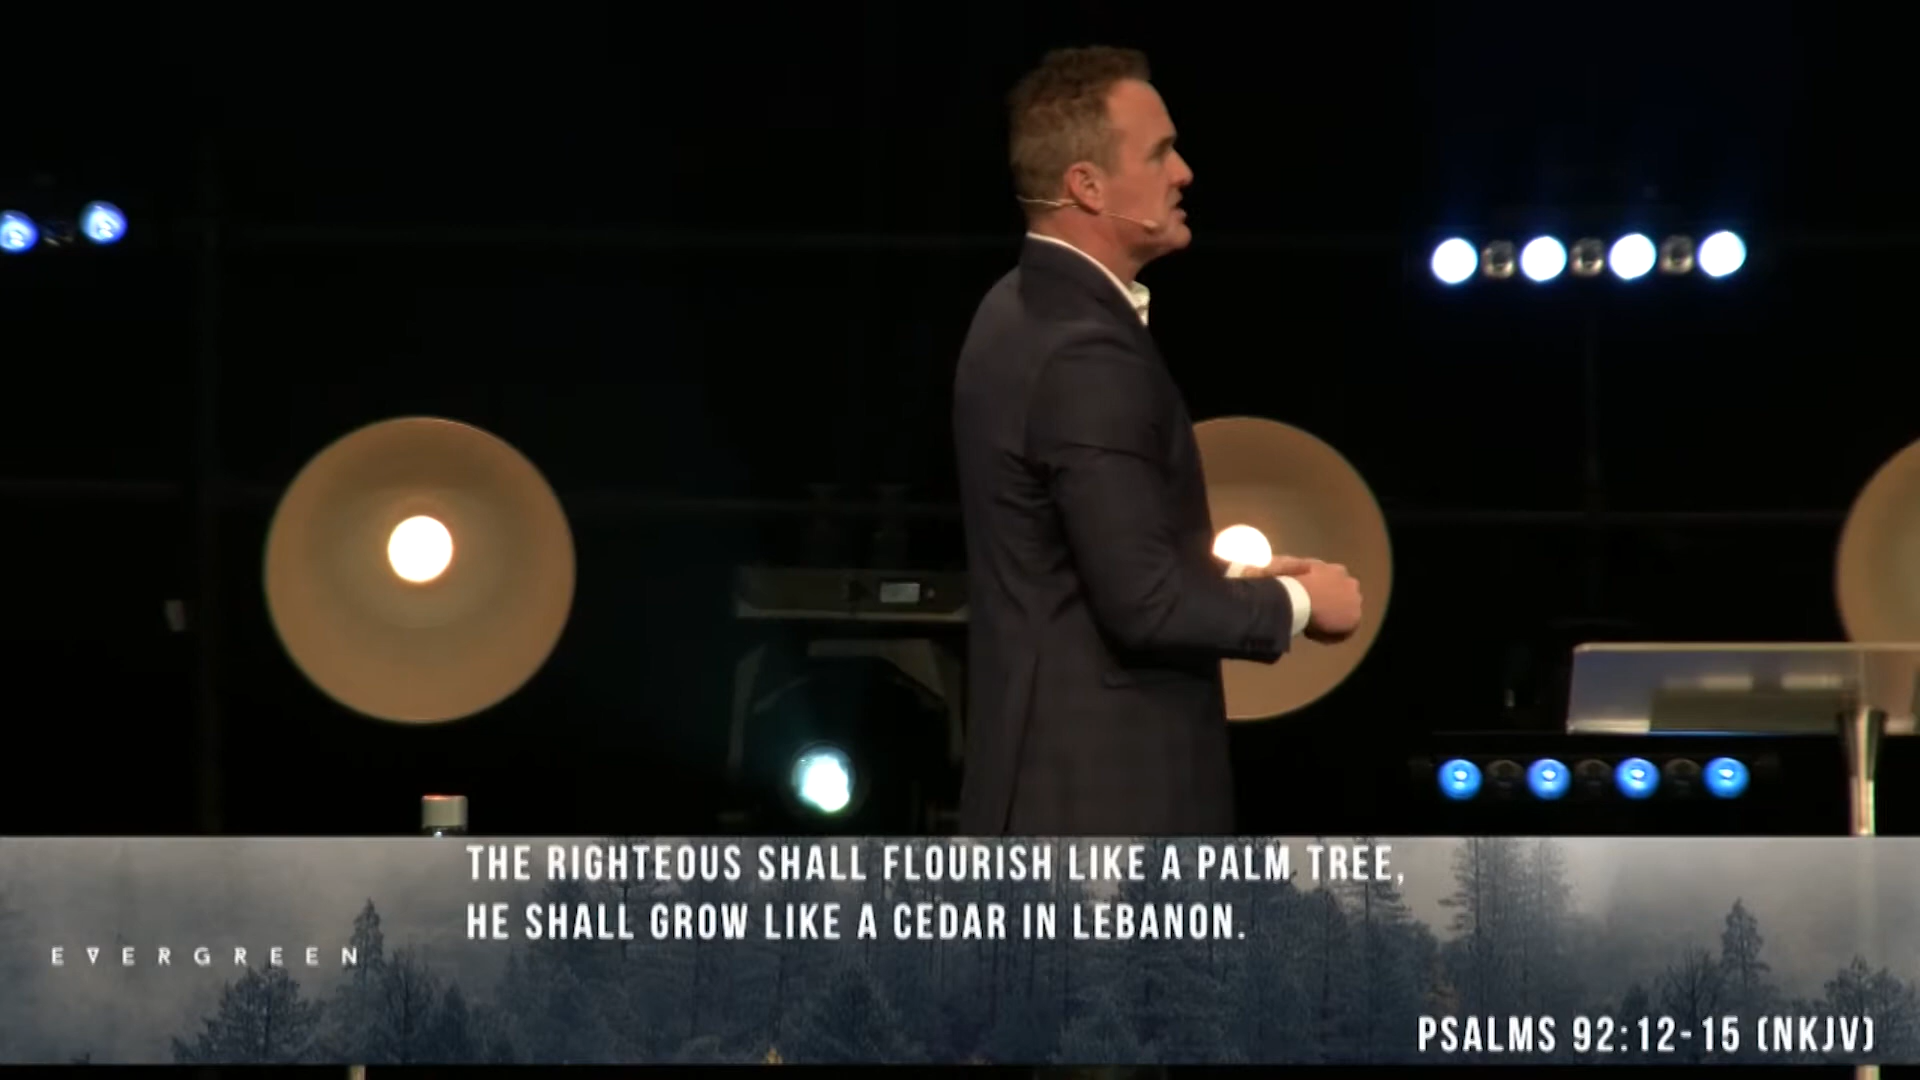 THE RIGHTEOUS SHALL FLOURISH LIKE A PALM TREE,
HE SHALL GROW LIKE A CEDAR IN LEBANON.
EVERGREEN
PSALMS 92:12-15 (NKJV)